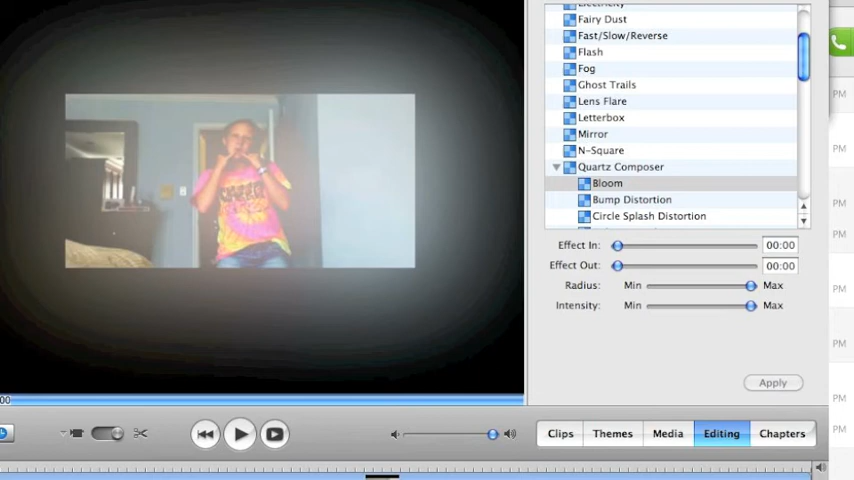 Electricity
Fairy Dust
Fast/Slow/Reverse
Flash
Fog
Ghost Trails
Lens Flare
Letterbox
Mirror
N-Square
Quartz Composer
Bloom
Bump Distortion
Circle Splash Distortion
Effect In: 00:00
Effect Out: 00:00
Radius: Min Max
Intensity: Min Max
Apply
00
Clips Themes Media Editing Chapters
PM
PM
PM
PM
PM
PM
PM
PM